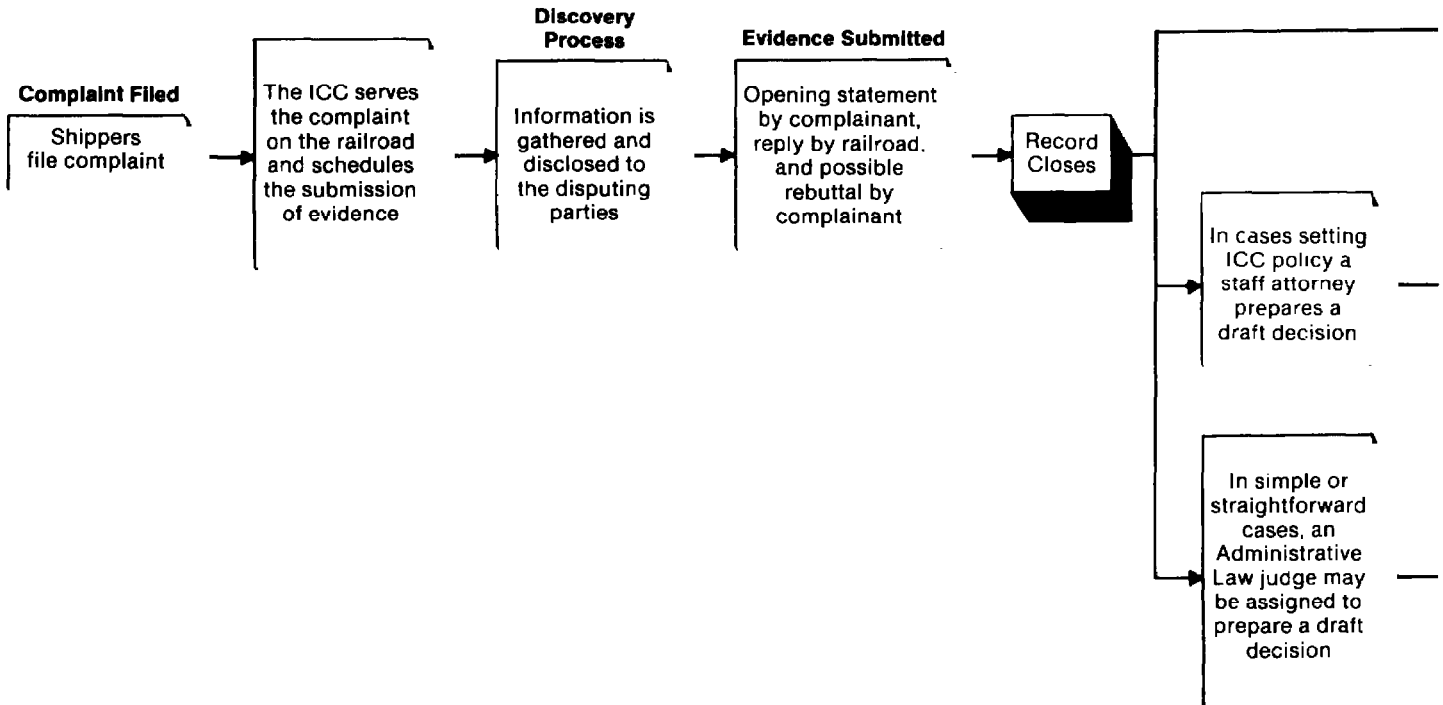 Complaint Filed
Shippers
file complaint
The ICC serves
the complaint
on the railroad
and schedules
the submission
of evidence
Discovery
Process
Information is
gathered and
disclosed to
the disputing
parties
Evidence Submitted
Opening statement
by complainant,
reply by railroad.
and possible
rebuttal by
complainant
Record
Closes
In cases setting
ICC policy a
staff attorney
prepares a
draft decision
In simple or
straightforward
cases, an
Administrative
Law judge may
be assigned to
prepare a draft
decision